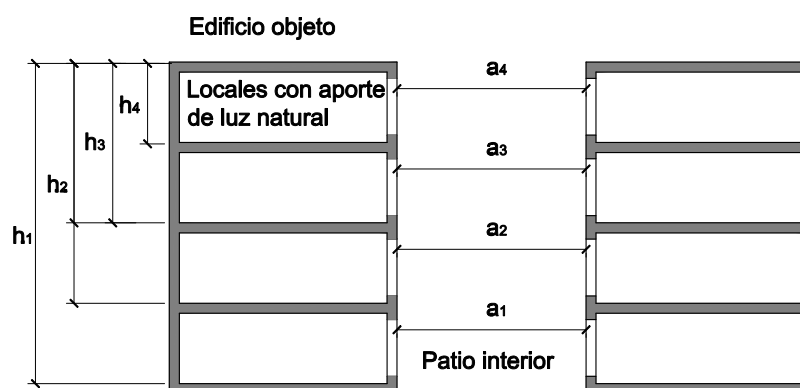 Edificio objeto
Locales con aporte
de luz natural
a4
h4
a3
h3
h2
a2
h1
a1
Patio interior